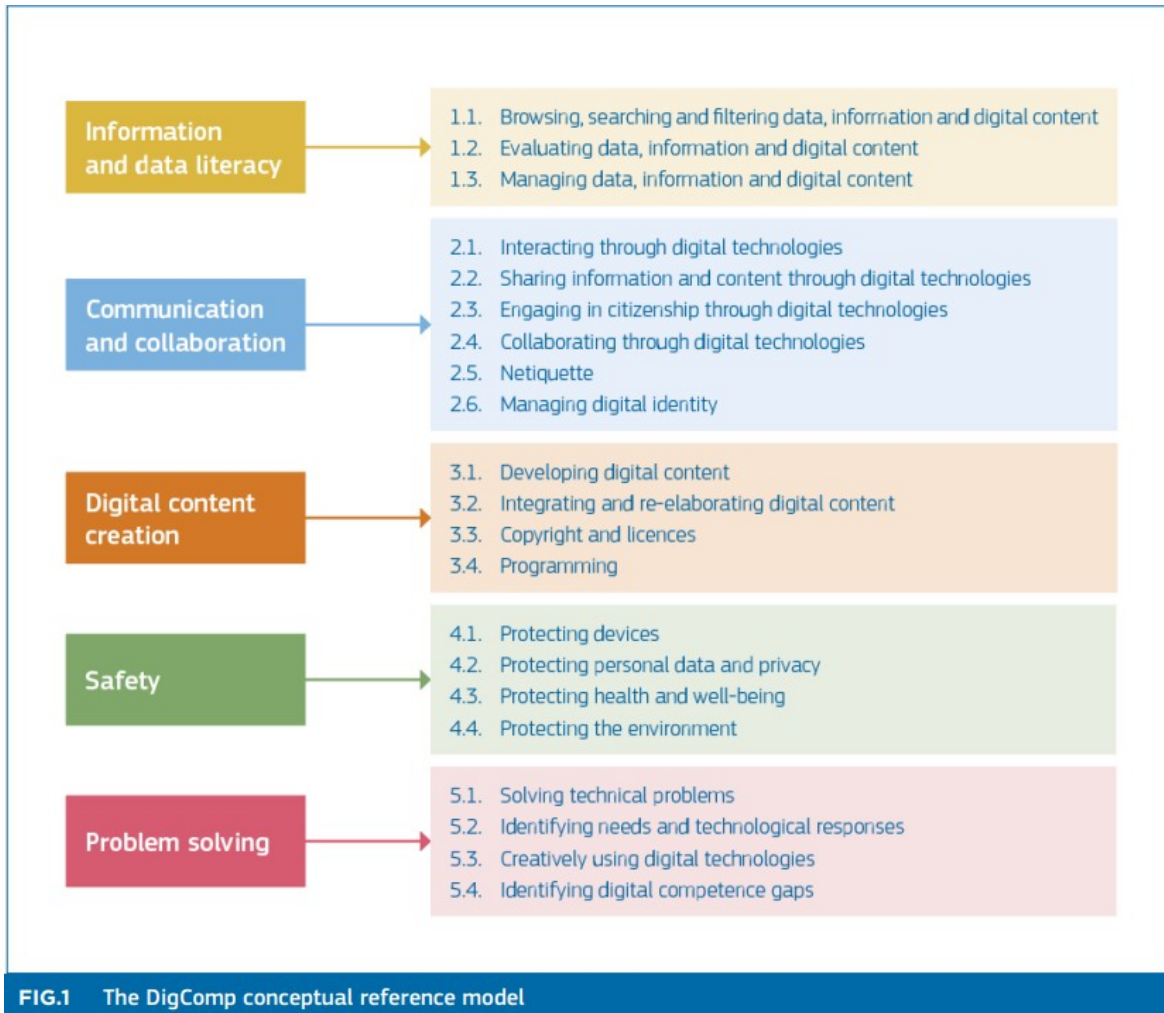 Information
and data literacy
1.1. Browsing, searching and filtering data, information and digital content
1.2. Evaluating data, information and digital content
1.3. Managing data, information and digital content
Communication
and collaboration
2.1. Interacting through digital technologies
2.2. Sharing information and content through digital technologies
2.3. Engaging in citizenship through digital technologies
2.4. Collaborating through digital technologies
2.5. Netiquette
2.6. Managing digital identity
Digital content
creation
3.1. Developing digital content
3.2. Integrating and re-elaborating digital content
3.3. Copyright and licences
3.4. Programming
Safety
4.1. Protecting devices
4.2. Protecting personal data and privacy
4.3. Protecting health and well-being
4.4. Protecting the environment
Problem solving
5.1. Solving technical problems
5.2. Identifying needs and technological responses
5.3. Creatively using digital technologies
5.4. Identifying digital competence gaps
FIG.1 The DigComp conceptual reference model